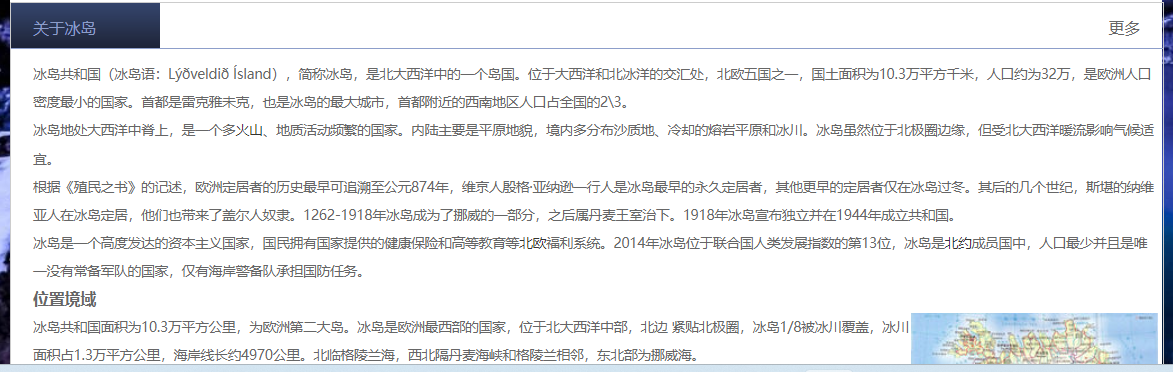 关于冰岛
更多
冰岛共和国（冰岛语：Lýðveldið Ísland），简称冰岛，是北大西洋中的一个岛国。位于大西洋和北冰洋的交汇处，北欧五国之一，国土面积为10.3万平方千米，人口约为32万，是欧洲人口
密度最小的国家。首都是雷克雅未克，也是冰岛的最大城市，首都附近的西南地区人口占全国的2\3。
冰岛地处大西洋中脊上，是一个多火山、地质活动频繁的国家。内陆主要是平原地貌，境内多分布沙质地、冷却的熔岩平原和冰川。冰岛虽然位于北极圈边缘，但受北大西洋暖流影响气候适
宜。
根据《殖民之书》的记述，欧洲定居者的历史最早可追溯至公元874年，维京人殷格·亚纳逊一行人是冰岛最早的永久定居者，其他更早的定居者仅在冰岛过冬。其后的几个世纪，斯堪的纳维
亚人在冰岛定居，他们也带来了盖尔人奴隶。1262-1918年冰岛成为了挪威的一部分，之后属丹麦王室治下。1918年冰岛宣布独立并在1944年成立共和国。
冰岛是一个高度发达的资本主义国家，国民拥有国家提供的健康保险和高等教育等北欧福利系统。2014年冰岛位于联合国人类发展指数的第13位，冰岛是北约成员国中，人口最少并且是唯
一没有常备军队的国家，仅有海岸警备队承担国防任务。
位置境域
冰岛共和国面积为10.3万平方公里，为欧洲第二大岛。冰岛是欧洲最西部的国家，位于北大西洋中部，北边 紧贴北极圈，冰岛1/8被冰川覆盖，冰川
面积占1.3万平方公里，海岸线长约4970公里。北临格陵兰海，西北隔丹麦海峡和格陵兰相邻，东北部为挪威海。